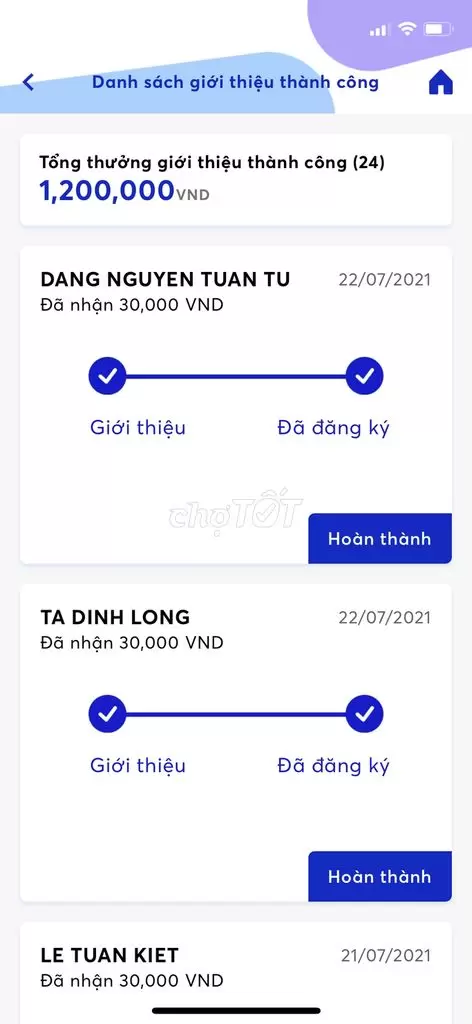 Danh sách giới thiệu thành công
Tổng thưởng giới thiệu thành công (24)
1,200,000 VND
DANG NGUYEN TUAN TU 22/07/2021
Đã nhận 30,000 VND
Giới thiệu Đã đăng ký
chợTỐT
Hoàn thành
TA DINH LONG 22/07/2021
Đã nhận 30,000 VND
Giới thiệu Đã đăng ký
Hoàn thành
LE TUAN KIET 21/07/2021
Đã nhận 30,000 VND